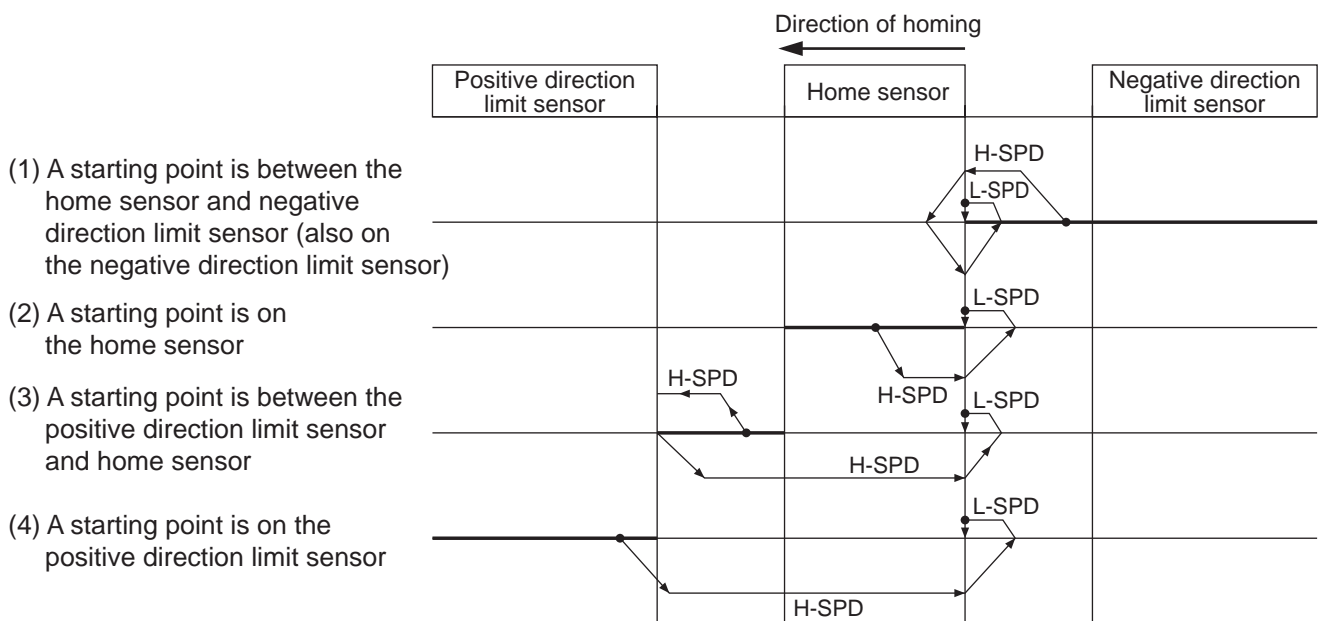 Direction of homing
Positive direction
limit sensor
Home sensor
Negative direction
limit sensor
(1) A starting point is between the
home sensor and negative
direction limit sensor (also on
the negative direction limit sensor)
H-SPD
L-SPD
(2) A starting point is on
the home sensor
L-SPD
H-SPD
(3) A starting point is between the
positive direction limit sensor
and home sensor
H-SPD
L-SPD
H-SPD
(4) A starting point is on the
positive direction limit sensor
L-SPD
H-SPD